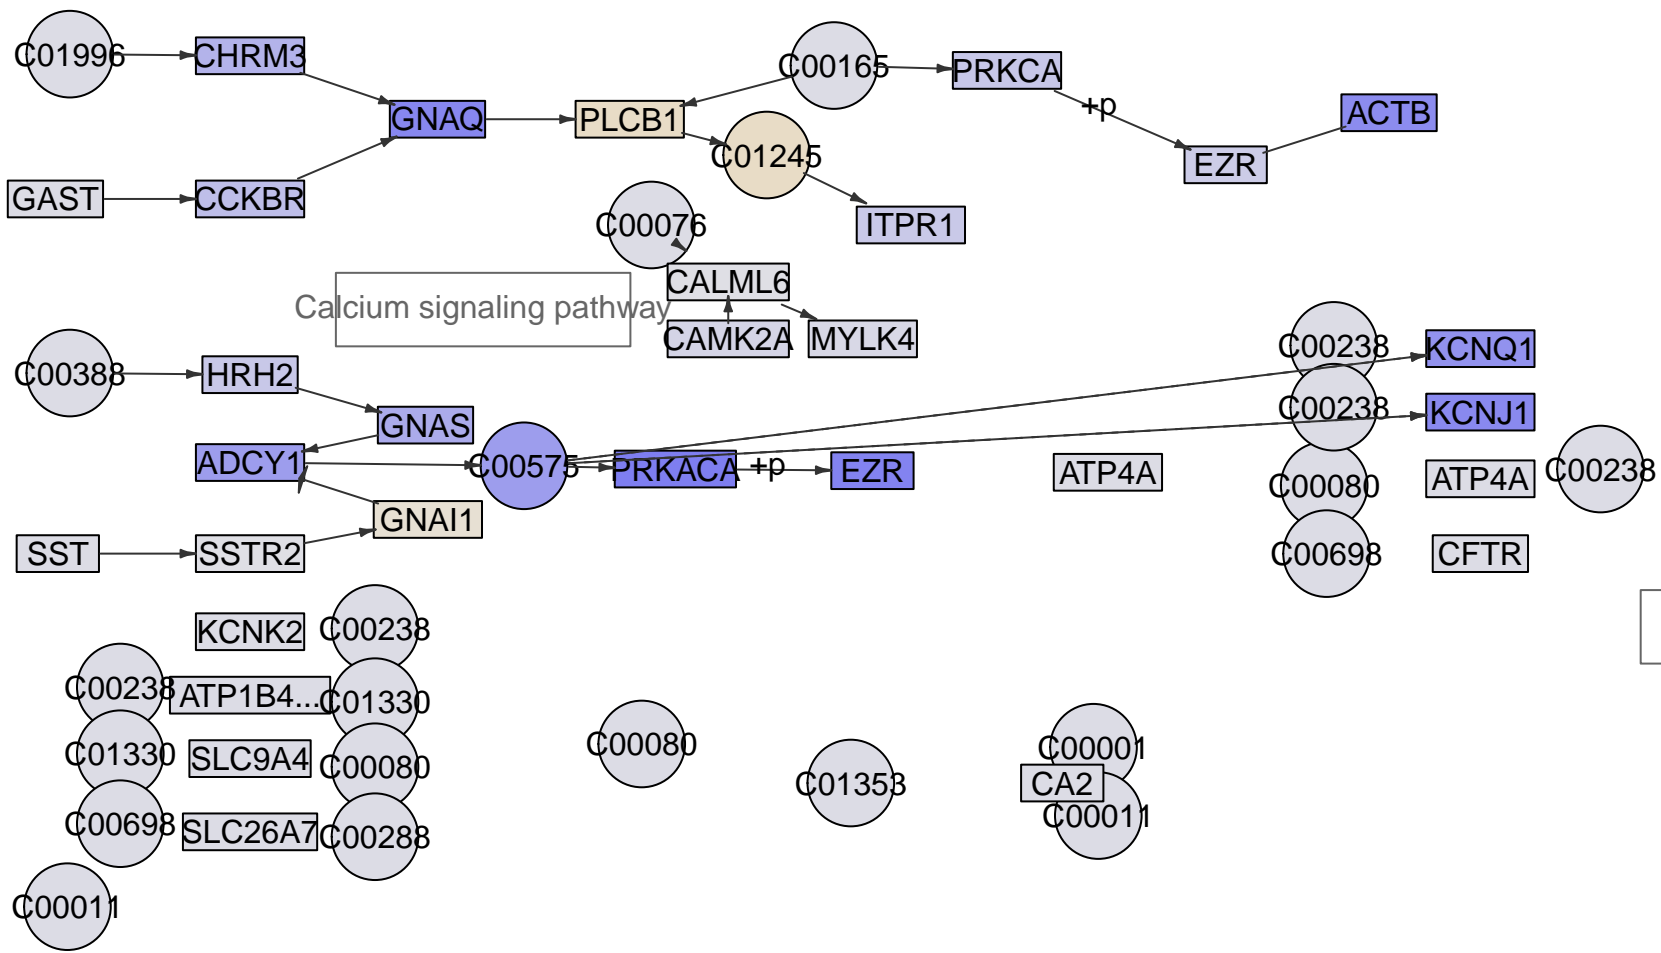 C01996
CHRM3
C00165
PRKCA
+p
ACTB
GNAQ
PLCB1
C01245
EZR
GAST
CCKBR
C00076
ITPR1
CALML6
Calcium signaling pathway
CAMK2A
MYLK4
C00238
KCNQ1
C00388
HRH2
C00238
KCNJ1
GNAS
ADCY1
C00575
PRKACA
+p
EZR
ATP4A
C00080
ATP4A
C00238
GNAI1
SST
SSTR2
C00698
CFTR
KCNK2
C00238
C00238
ATP1B4...
C01330
C01330
SLC9A4
C00080
C00080
C01353
C00001
CA2
C00011
C00698
SLC26A7
C00288
C00011